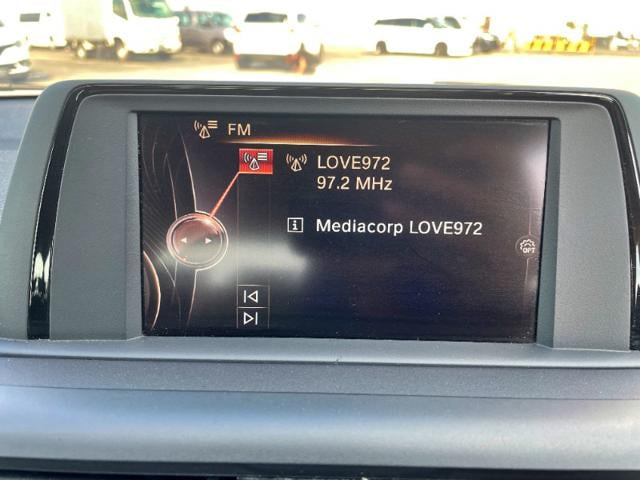 FM
LOVE972
97.2 MHz
i Mediacorp LOVE972
OPT